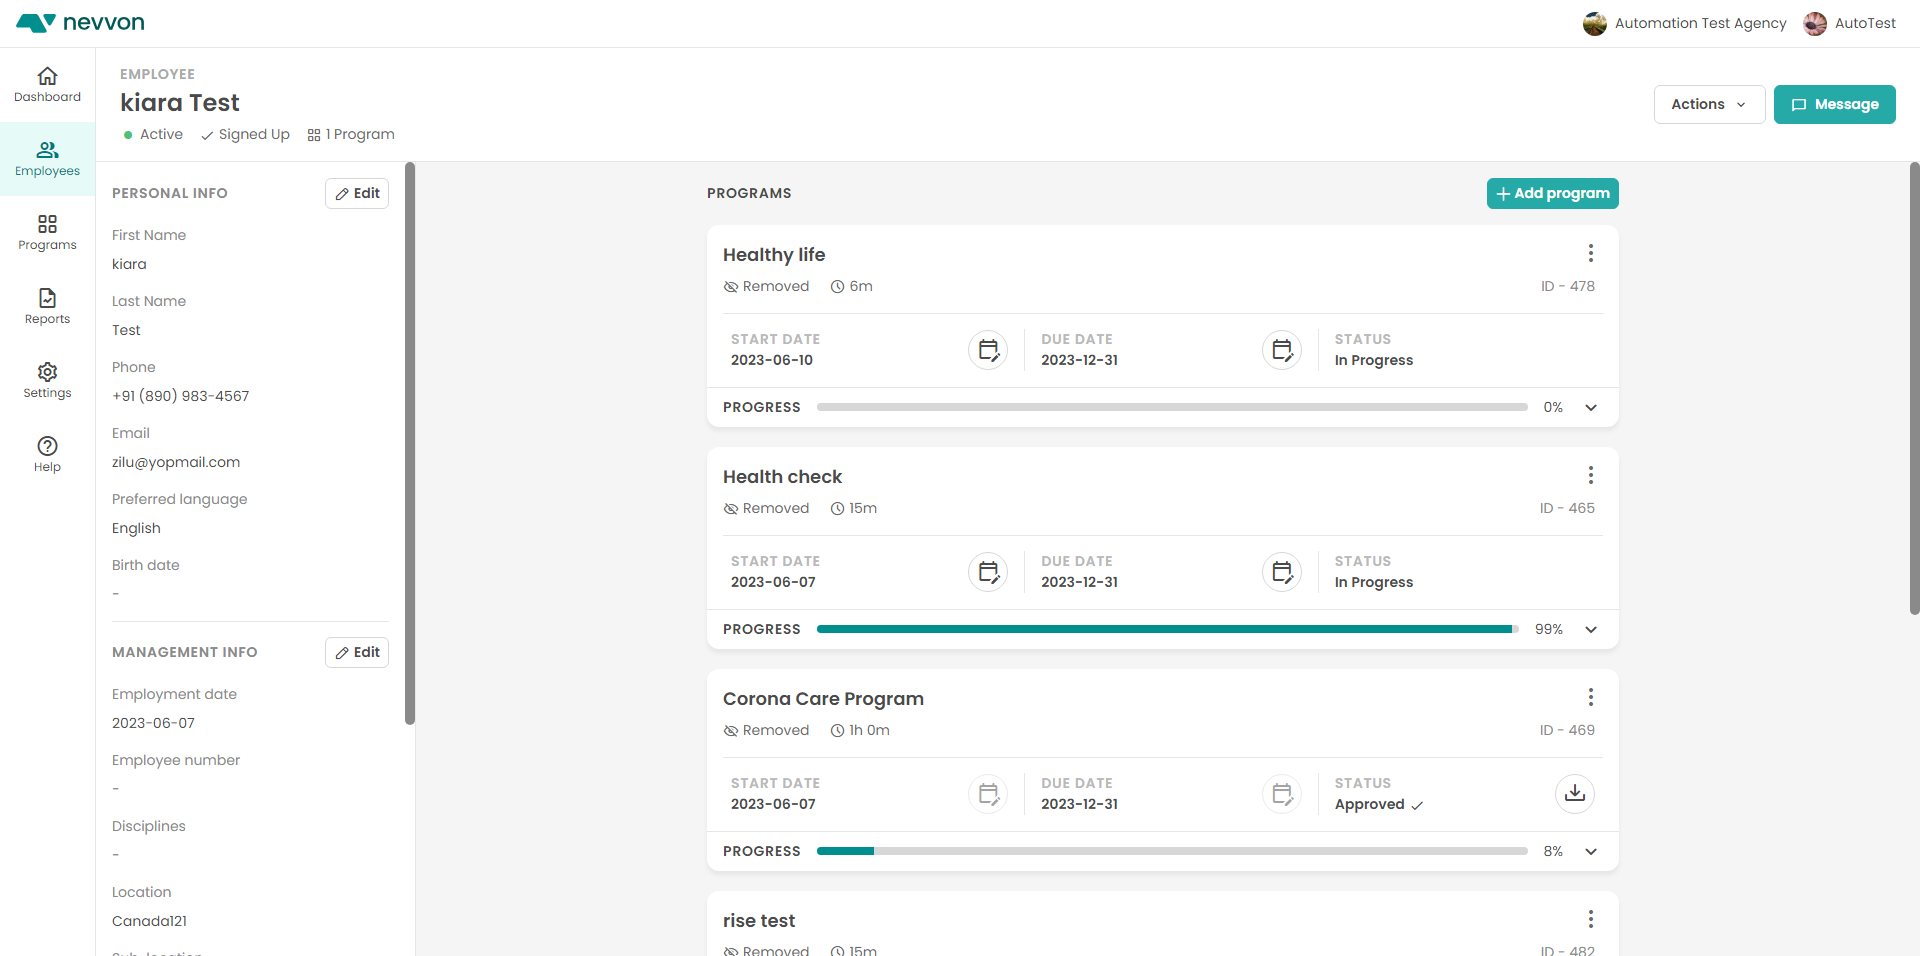 nevvon
Automation Test Agency
AutoTest
Dashboard
Employees
Programs
Reports
Settings
Help
EMPLOYEE
kiara Test
Active
Signed Up
1 Program
Actions
Message
PERSONAL INFO
Edit
First Name
kiara
Last Name
Test
Phone
+91 (890) 983-4567
Email
zilu@yopmail.com
Preferred language
English
Birth date
-
MANAGEMENT INFO
Edit
Employment date
2023-06-07
Employee number
-
Disciplines
-
Location
Canada121
PROGRAMS
Add program
Healthy life
Removed 6m
ID - 478
START DATE
2023-06-10
DUE DATE
2023-12-31
STATUS
In Progress
PROGRESS 0%
Health check
Removed 15m
ID - 465
START DATE
2023-06-07
DUE DATE
2023-12-31
STATUS
In Progress
PROGRESS 99%
Corona Care Program
Removed 1h 0m
ID - 469
START DATE
2023-06-07
DUE DATE
2023-12-31
STATUS
Approved
PROGRESS 8%
rise test
Removed 15m
ID - 482